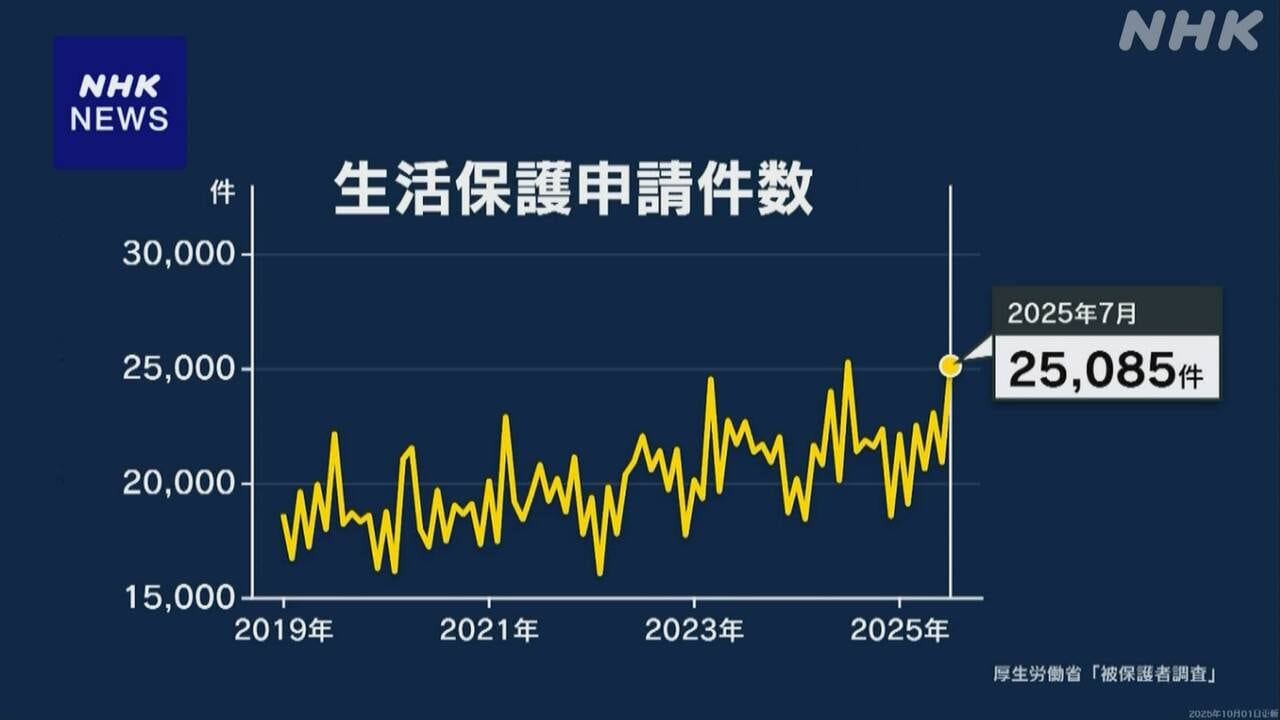 NHK
NHK
NEWS
生活保護申請件数
件
30,000
25,000
20,000
15,000
2019年
2021年
2023年
2025年
2025年7月
25,085件
厚生労働省「被保護者調査」
2025年10月01日更新